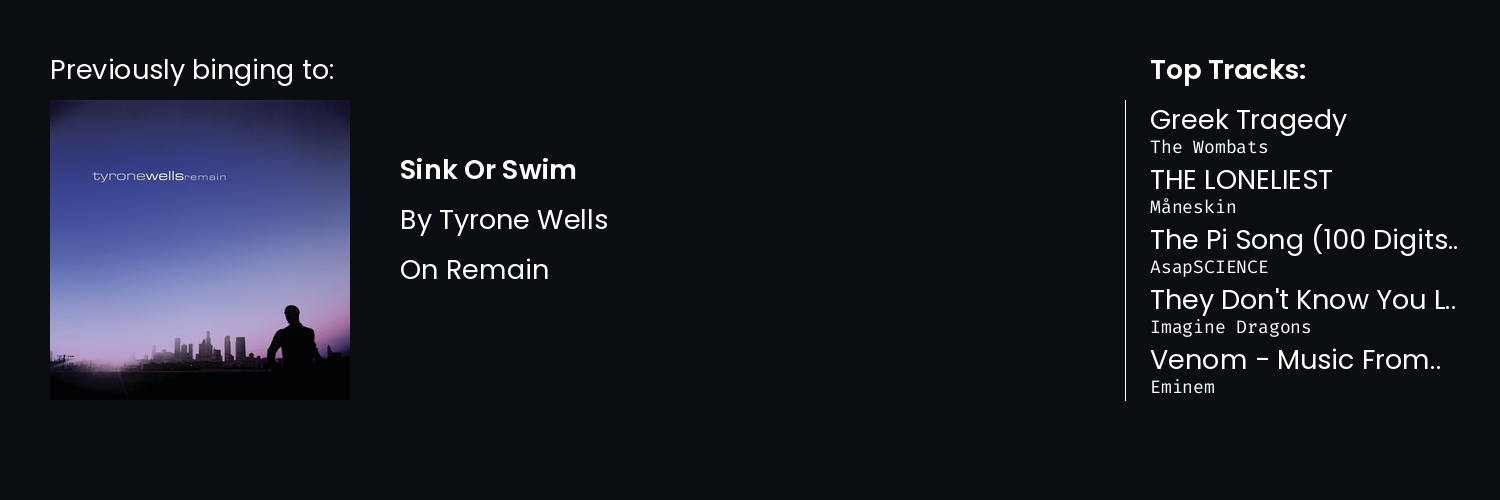 Previously binging to:
tyronewellsremain
Sink Or Swim
By Tyrone Wells
On Remain
Top Tracks:
Greek Tragedy
The Wombats
THE LONELIEST
Måneskin
The Pi Song (100 Digits..
AsapSCIENCE
They Don't Know You L..
Imagine Dragons
Venom - Music From..
Eminem